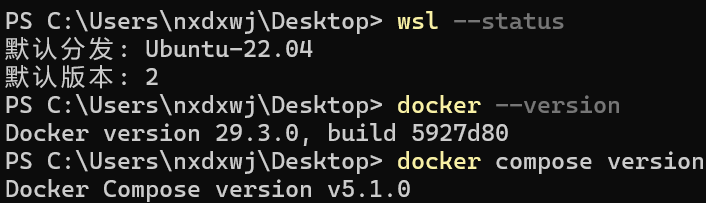 PS C:\Users\nxdxwj\Desktop> wsl --status
默认分发: Ubuntu-22.04
默认版本: 2
PS C:\Users\nxdxwj\Desktop> docker --version
Docker version 29.3.0, build 5927d80
PS C:\Users\nxdxwj\Desktop> docker compose version
Docker Compose version v5.1.0